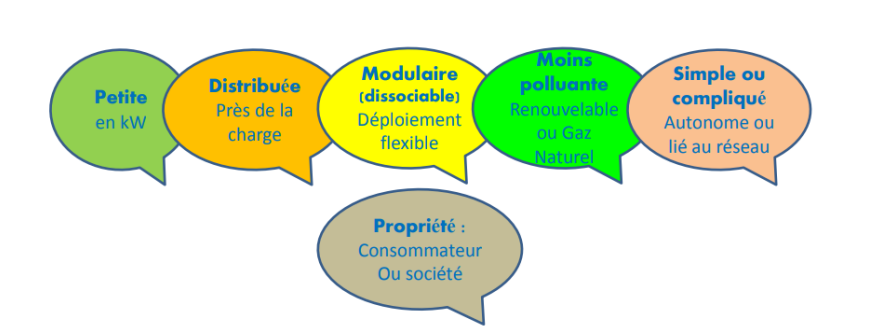 Petite
en kW
Distribuée
Près de la
charge
Modulaire
(dissociable)
Déploiement
flexible
Moins
polluante
Renouvelable
ou Gaz
Naturel
Simple ou
compliqué
Autonome ou
lié au réseau
Propriété :
Consommateur
Ou société